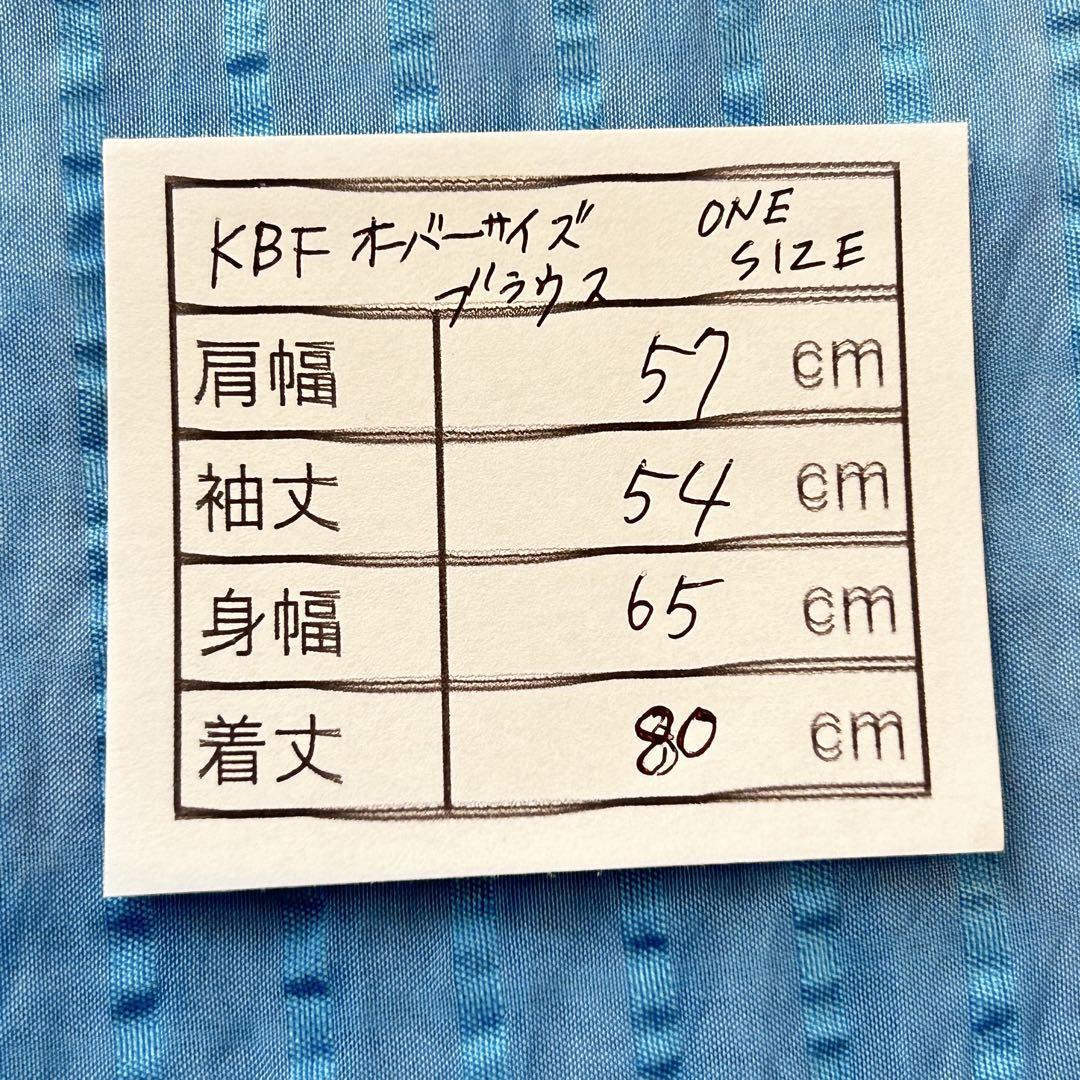 KBF オーバーサイズ ONE
ブラウス SIZE
肩幅 57 cm
袖丈 54 cm
身幅 65 cm
着丈 80 cm